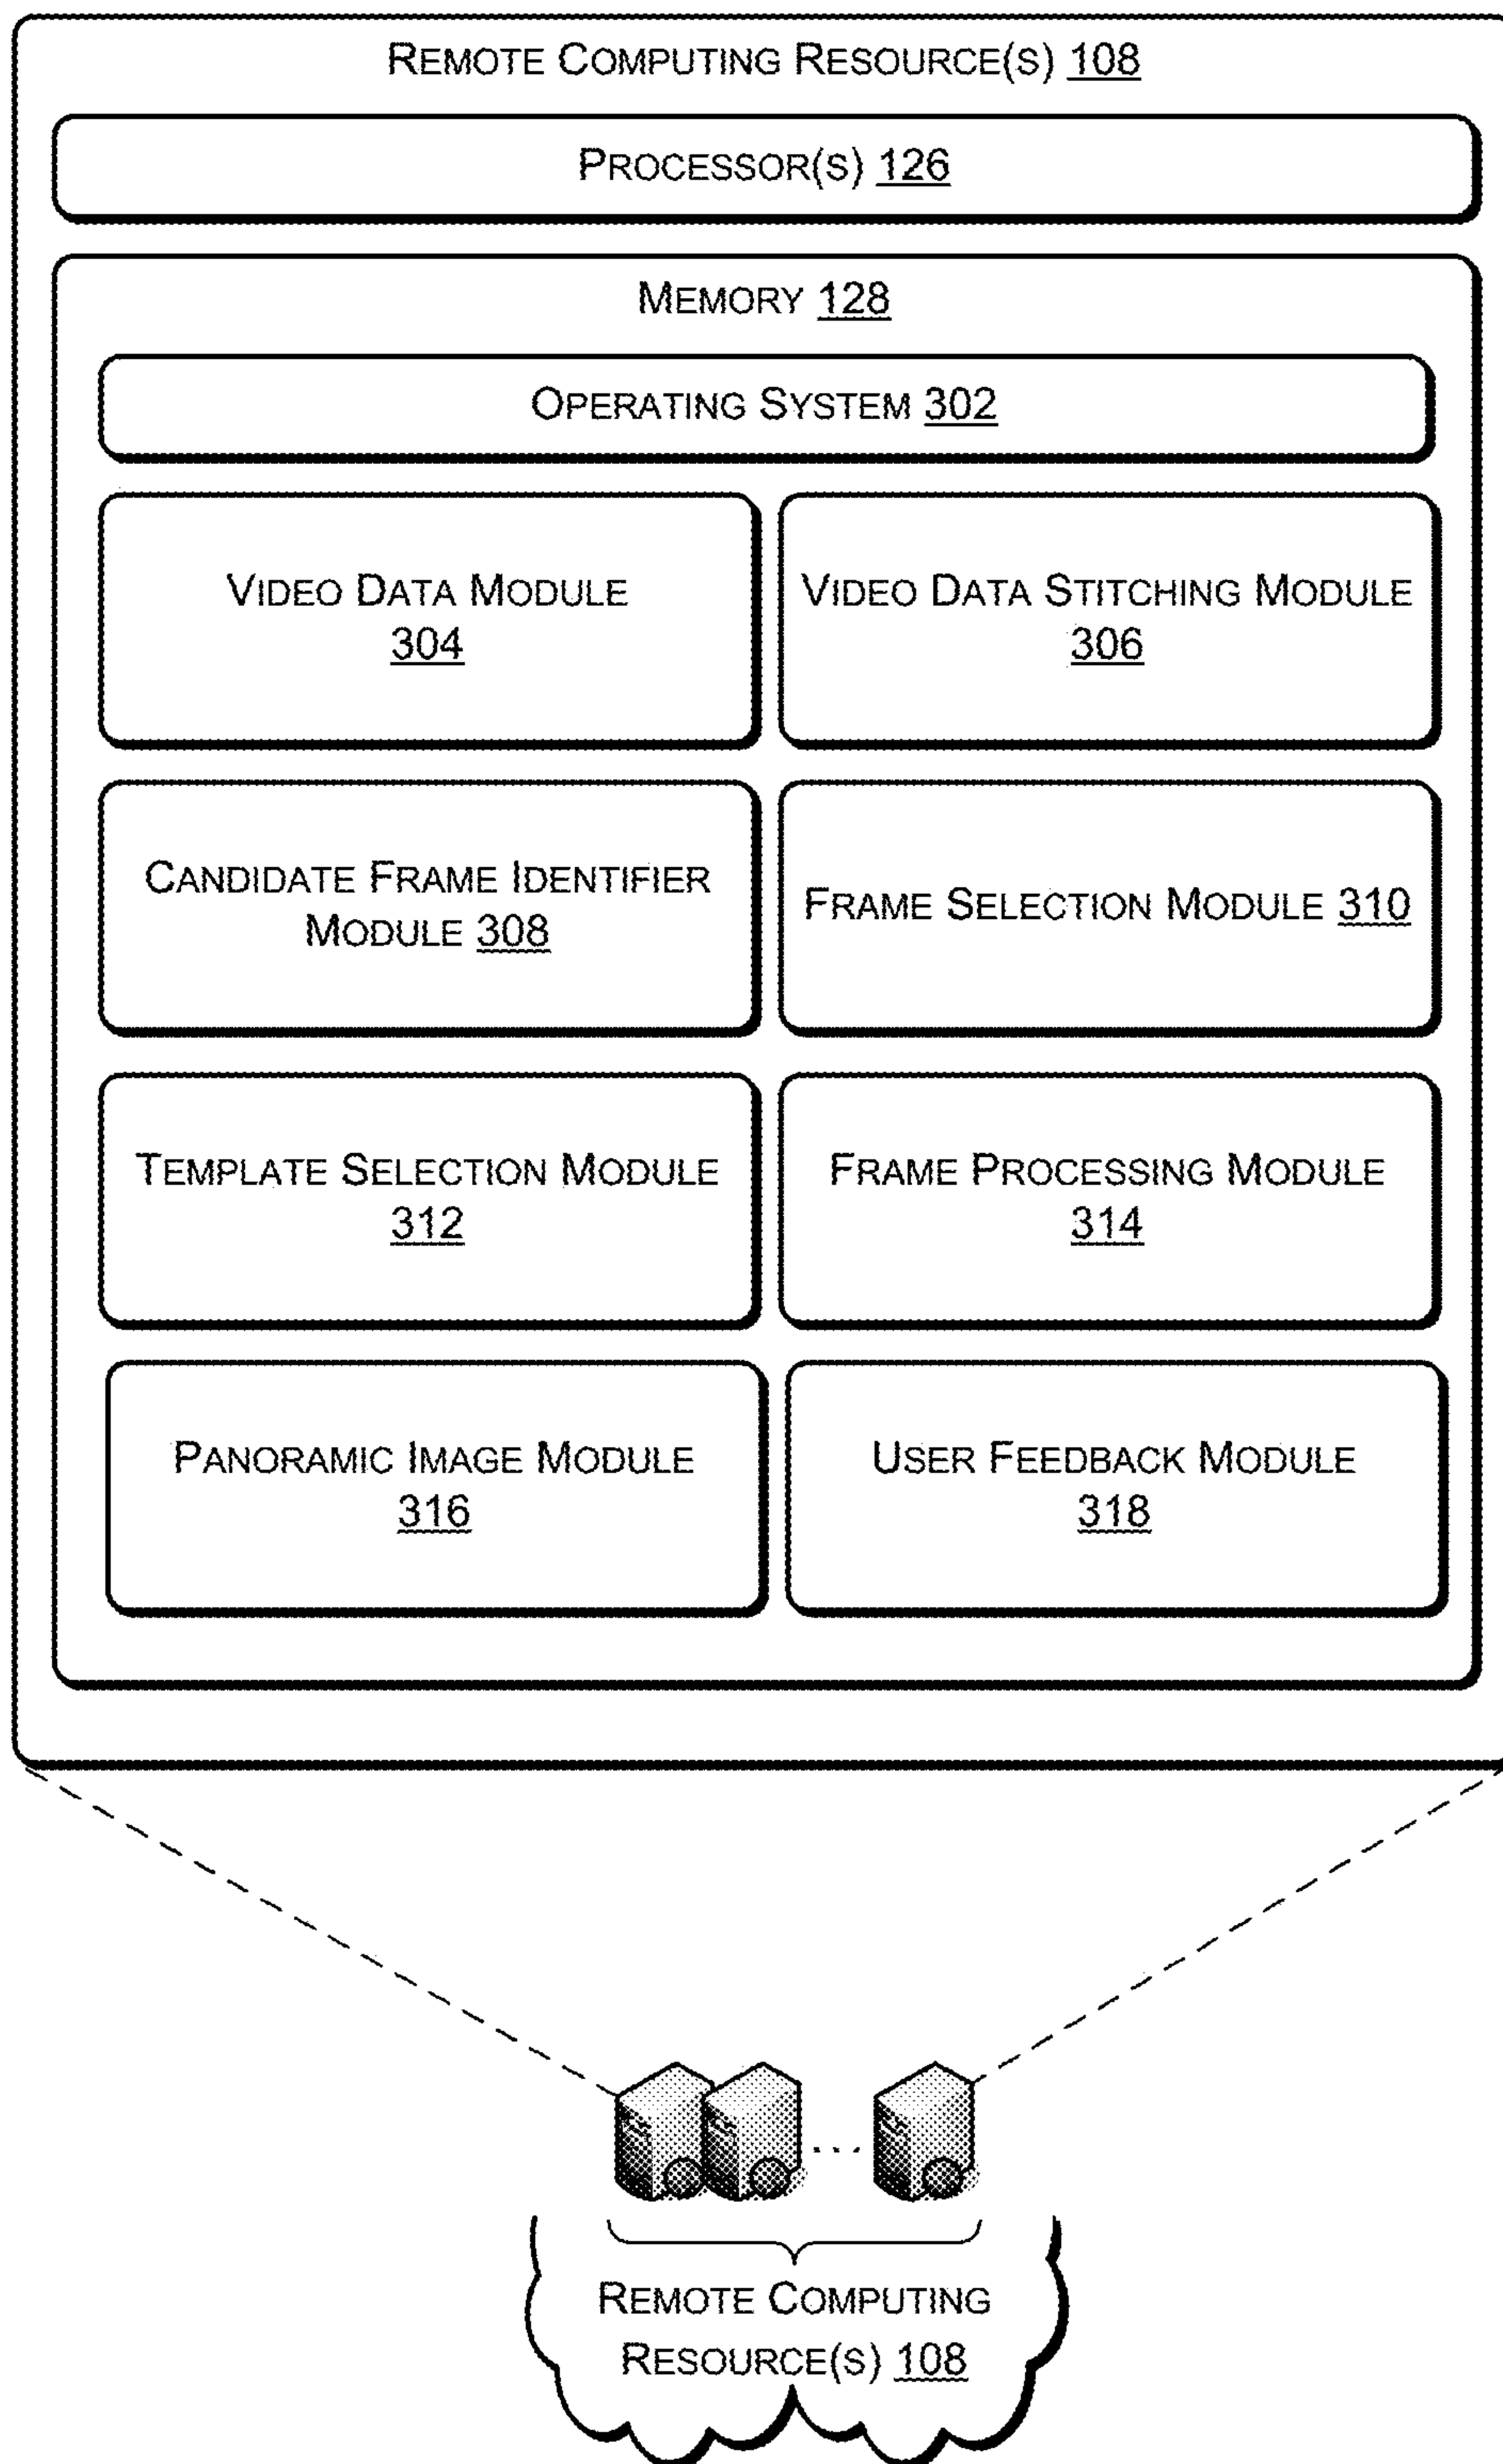 REMOTE COMPUTING RESOURCE(S) 108
PROCESSOR(S) 126
MEMORY 128
OPERATING SYSTEM 302
VIDEO DATA MODULE
304
VIDEO DATA STITCHING MODULE
306
CANDIDATE FRAME IDENTIFIER
MODULE 308
FRAME SELECTION MODULE 310
TEMPLATE SELECTION MODULE
312
FRAME PROCESSING MODULE
314
PANORAMIC IMAGE MODULE
316
USER FEEDBACK MODULE
318
...
REMOTE COMPUTING
RESOURCE(S) 108